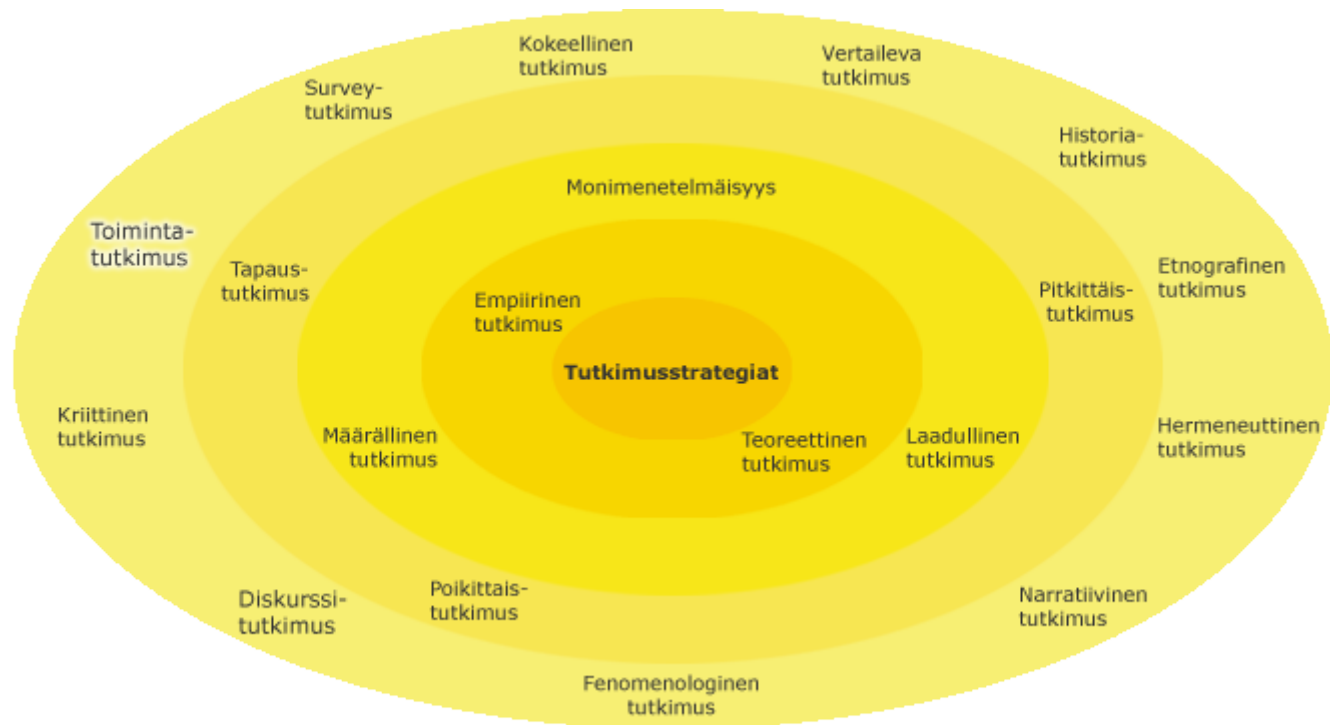 Kokeellinen
tutkimus
Vertaileva
tutkimus
Survey-
tutkimus
Historia-
tutkimus
Monimenetelmäisyys
Toiminta-
tutkimus
Tapaus-
tutkimus
Etnografinen
tutkimus
Pitkittäis-
tutkimus
Empiirinen
tutkimus
Tutkimusstrategiat
Kriittinen
tutkimus
Määrällinen
tutkimus
Teoreettinen
tutkimus
Laadullinen
tutkimus
Hermeneuttinen
tutkimus
Diskurssi-
tutkimus
Poikittais-
tutkimus
Narratiivinen
tutkimus
Fenomenologinen
tutkimus